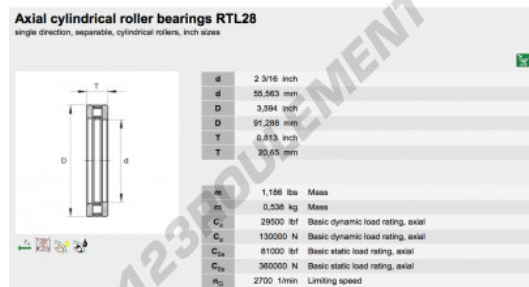 Axial cylindrical roller bearings RTL28
single direction, separable, cylindrical rollers, inch sizes
d 2 3/16 inch
d 55,563 mm
D 3,594 inch
D 91,288 mm
T 0,813 inch
T 20,65 mm
T
D
d
m 1,186 lbs Mass
m 0,538 kg Mass
Ca 29500 lbf Basic dynamic load rating, axial
Ca 130000 N Basic dynamic load rating, axial
C0a 81000 lbf Basic static load rating, axial
C0a 360000 N Basic static load rating, axial
nG 2700 1/min Limiting speed
123ROULEMENT